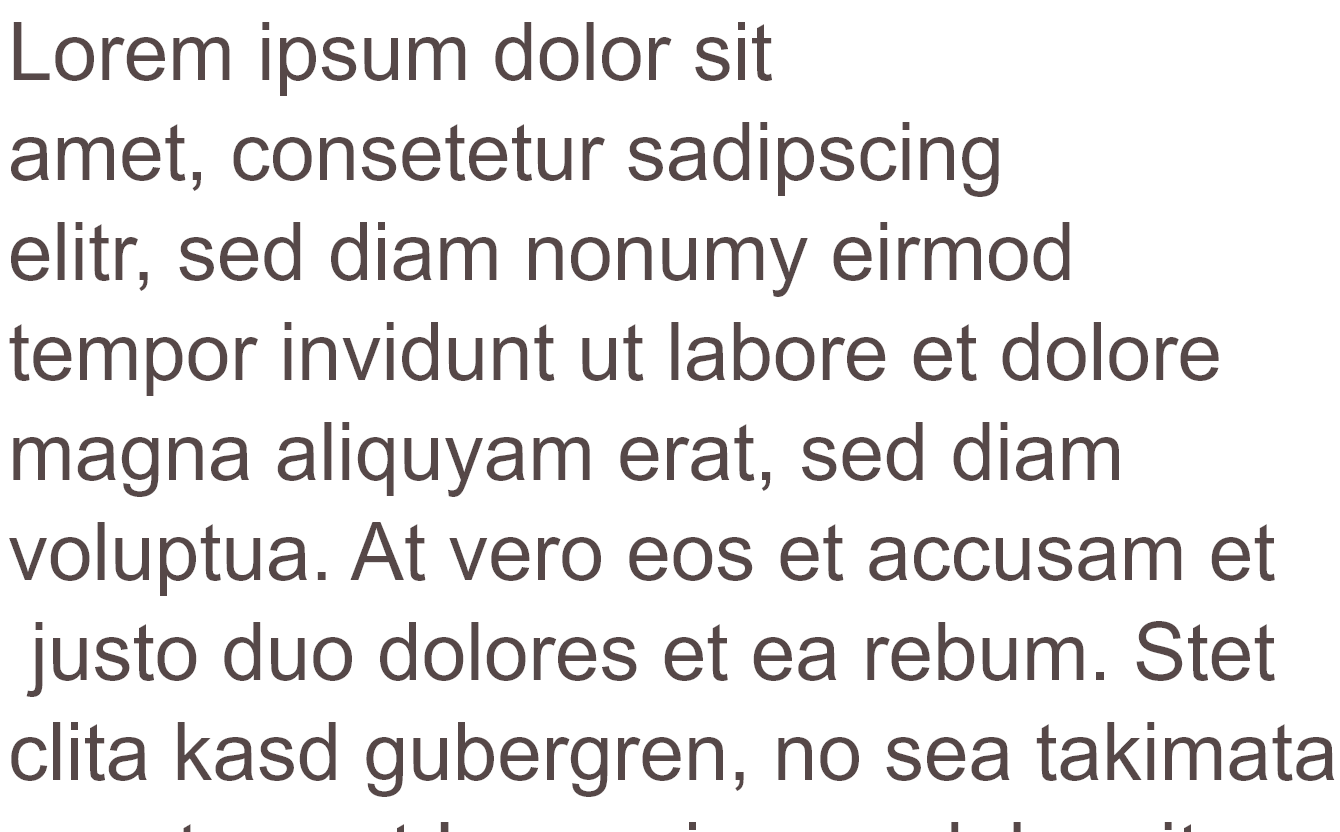 Lorem ipsum dolor sit
amet, consetetur sadipscing
elitr, sed diam nonumy eirmod
tempor invidunt ut labore et dolore
magna aliquyam erat, sed diam
voluptua. At vero eos et accusam et
justo duo dolores et ea rebum. Stet
clita kasd gubergren, no sea takimata